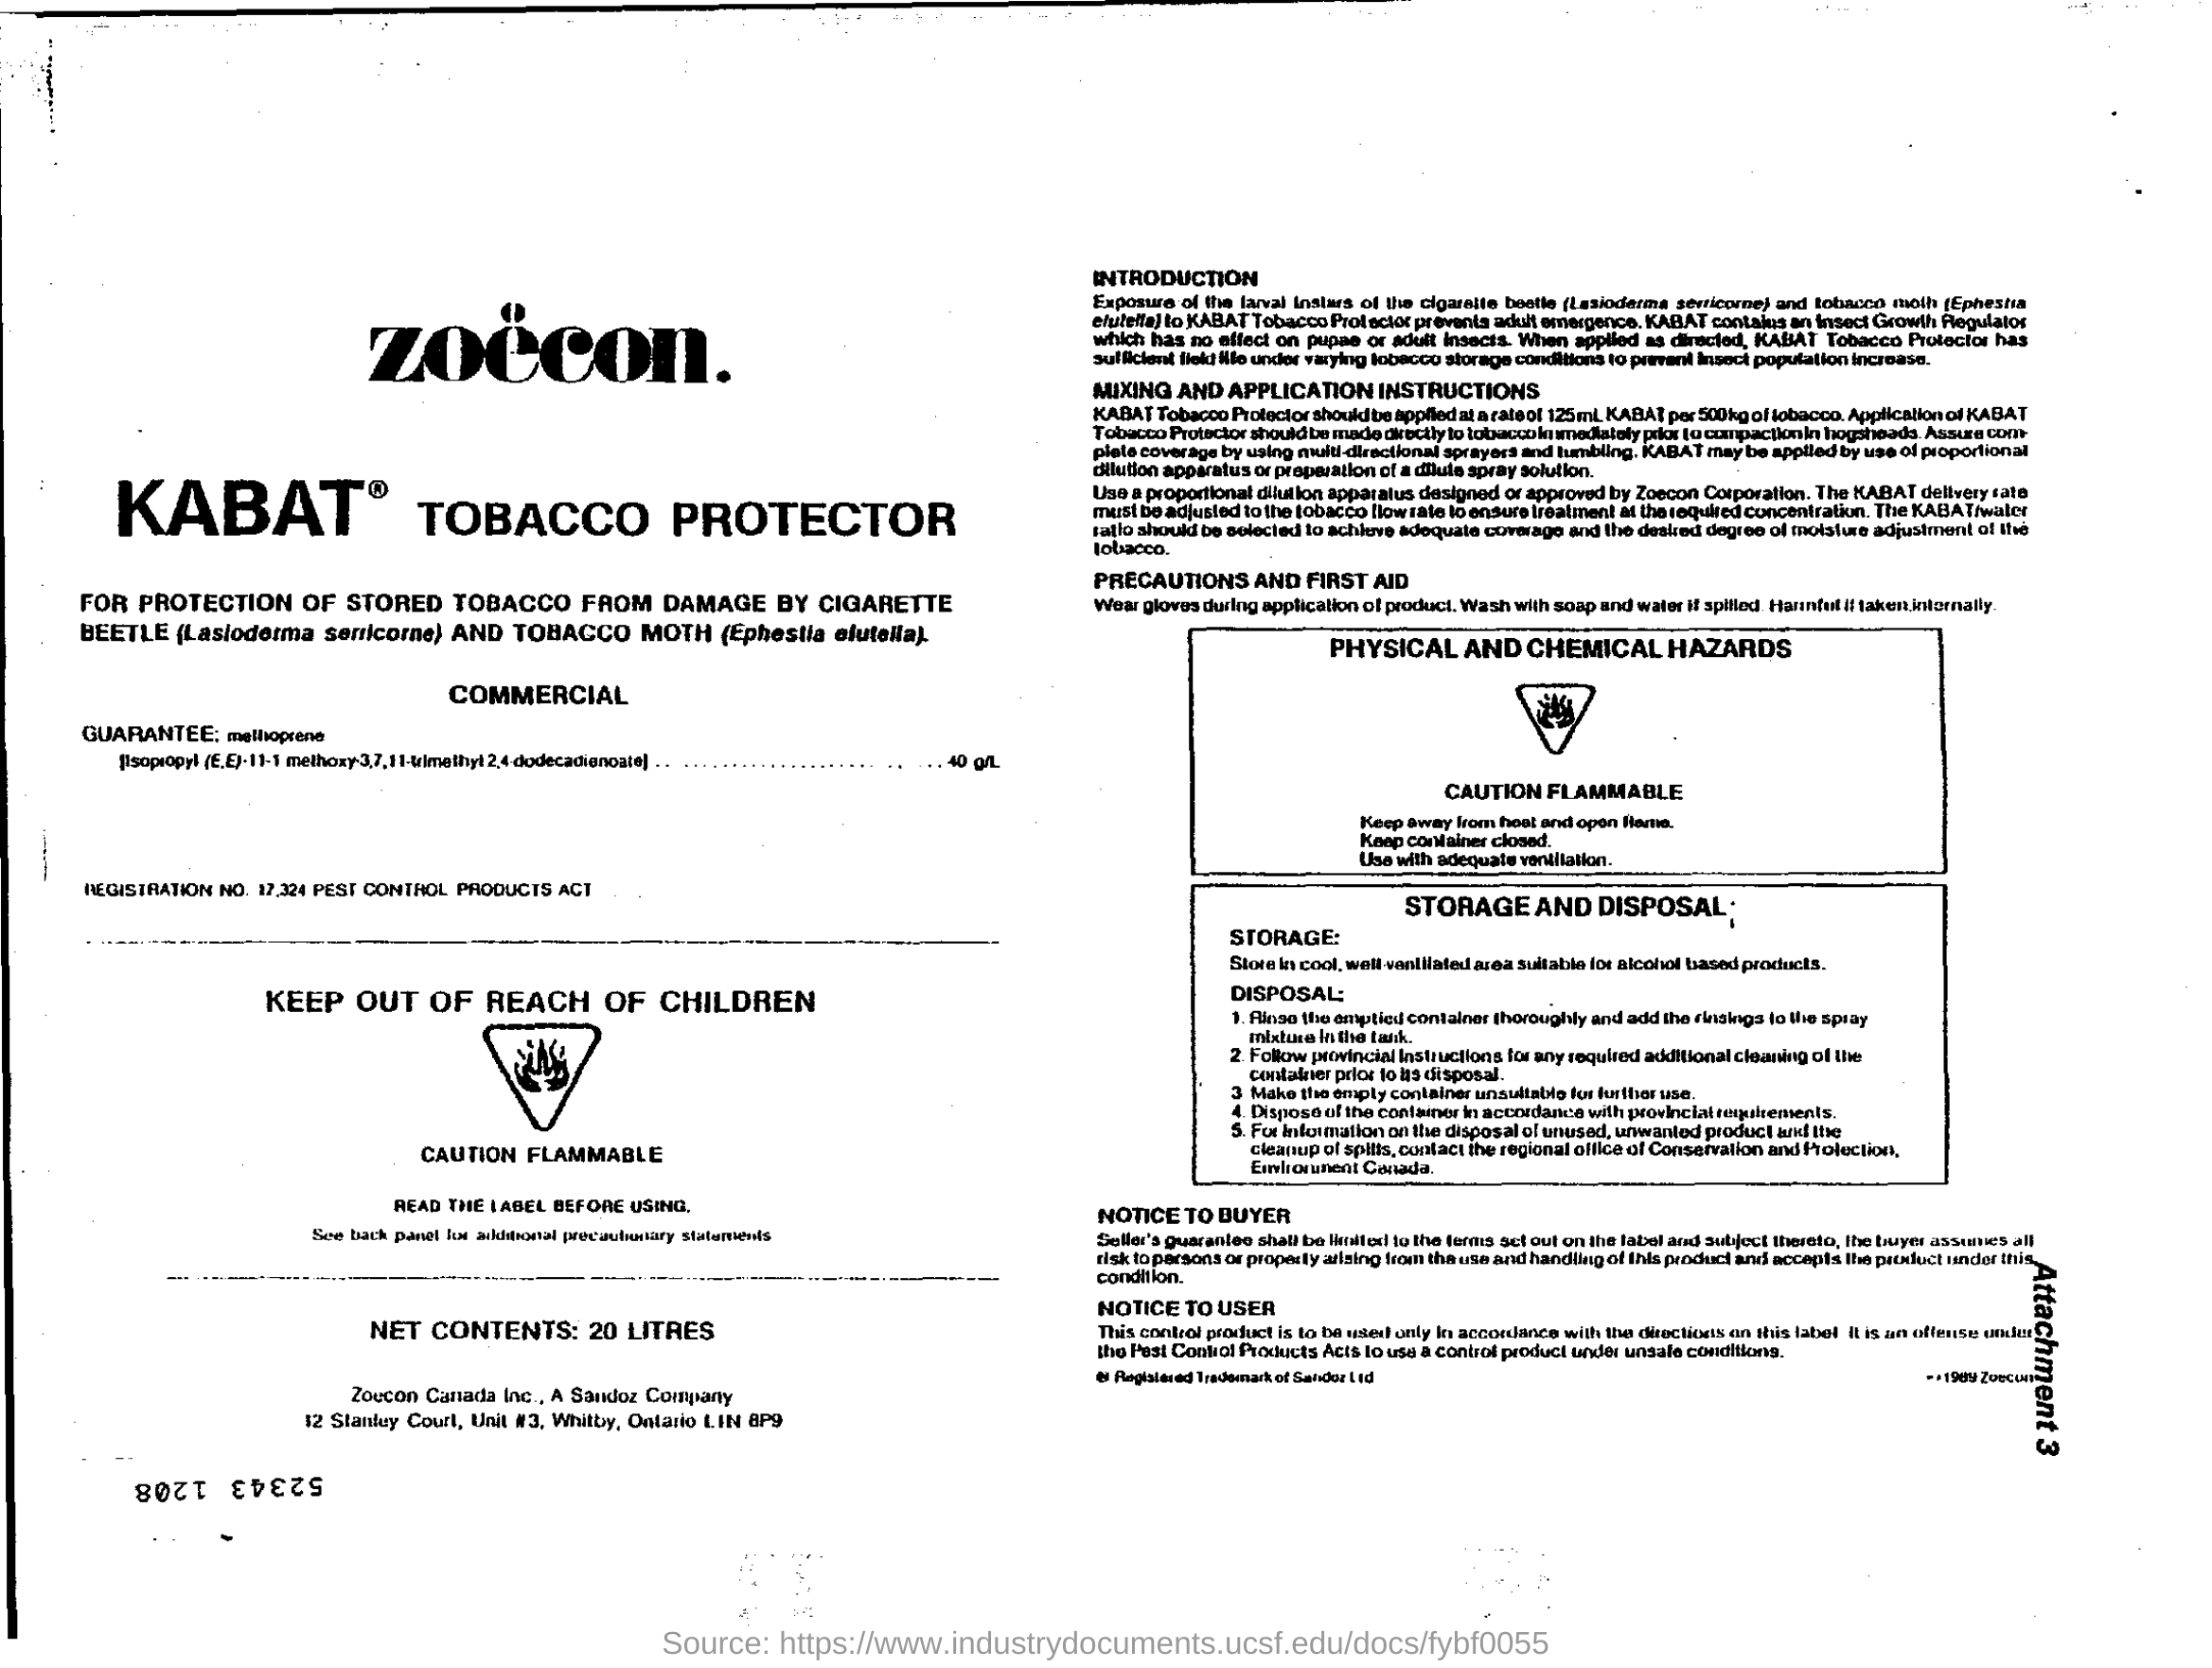 zoëcon.
KABAT® TOBACCO PROTECTOR
FOR PROTECTION OF STORED TOBACCO FROM DAMAGE BY CIGARETTE
BEETLE (Lasioderma serricorne) AND TOBACCO MOTH (Ephestia elutella).
COMMERCIAL
GUARANTEE: methoprene
[Isopropyl (E,E)-11-1 methoxy-3,7,11-trimethyl 2,4-dodecadienoate] .......... 40 g/L
REGISTRATION NO. 17,324 PEST CONTROL PRODUCTS ACT
KEEP OUT OF REACH OF CHILDREN
CAUTION FLAMMABLE
READ THE LABEL BEFORE USING.
See back panel for additional precautionary statements
NET CONTENTS: 20 LITRES
Zoecon Canada Inc., A Sandoz Company
12 Stanley Court, Unit #3, Whitby, Ontario L1N 8P9
52343 1208
INTRODUCTION
Exposure of the larval instars of the cigarette beetle (Lasioderma serricorne) and tobacco moth (Ephestia
elutella) to KABAT Tobacco Protector prevents adult emergence. KABAT contains an Insect Growth Regulator
which has no effect on pupae or adult insects. When applied as directed, KABAT Tobacco Protector has
sufficient field life under varying tobacco storage conditions to prevent insect population increase.
MIXING AND APPLICATION INSTRUCTIONS
KABAT Tobacco Protector should be applied at a rate of 125 mL KABAT per 500 kg of tobacco. Application of KABAT
Tobacco Protector should be made directly to tobacco immediately prior to compaction in hogsheads. Assure com-
plete coverage by using multi-directional sprayers and tumbling. KABAT may be applied by use of proportional
dilution apparatus or preparation of a dilute spray solution.
Use a proportional dilution apparatus designed or approved by Zoecon Corporation. The KABAT delivery rate
must be adjusted to the tobacco flow rate to ensure treatment at the required concentration. The KABAT/water
ratio should be selected to achieve adequate coverage and the desired degree of moisture adjustment of the
tobacco.
PRECAUTIONS AND FIRST AID
Wear gloves during application of product. Wash with soap and water if spilled. Harmful if taken internally.
PHYSICAL AND CHEMICAL HAZARDS
CAUTION FLAMMABLE
Keep away from heat and open flame.
Keep container closed.
Use with adequate ventilation.
STORAGE AND DISPOSAL:
STORAGE:
Store in cool, well-ventilated area suitable for alcohol based products.
DISPOSAL:
1. Rinse the emptied container thoroughly and add the rinsings to the spray
mixture in the tank.
2. Follow provincial instructions for any required additional cleaning of the
container prior to its disposal.
3 Make the empty container unsuitable for further use.
4. Dispose of the container in accordance with provincial requirements.
5. For information on the disposal of unused, unwanted product and the
cleanup of spills, contact the regional office of Conservation and Protection,
Environment Canada.
NOTICE TO BUYER
Seller's guarantee shall be limited to the terms set out on the label and subject thereto, the buyer assumes all
risk to persons or property arising from the use and handling of this product and accepts the product under this
condition.
NOTICE TO USER
This control product is to be used only in accordance with the directions on this label It is an offense under
the Pest Control Products Acts to use a control product under unsafe conditions.
® Registered Trademark of Sandoz Ltd
1989 Zoecon
Attachment 3
Source: https://www.industrydocuments.ucsf.edu/docs/fybf0055